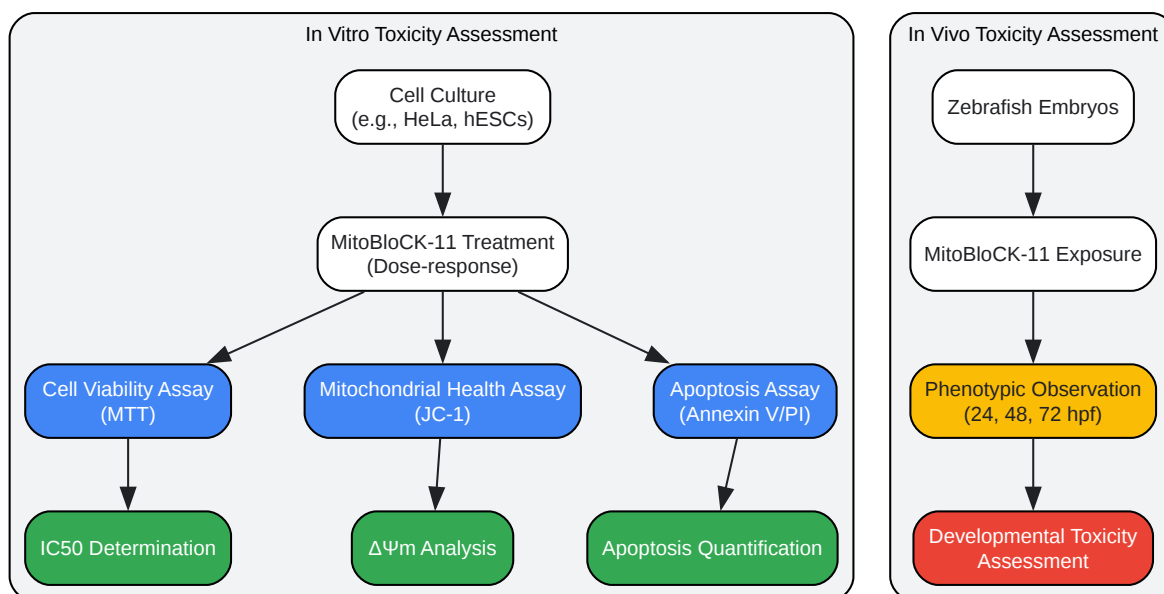 In Vitro Toxicity Assessment
Cell Culture
(e.g., HeLa, hESCs)
MitoBloCK-11 Treatment
(Dose-response)
Cell Viability Assay
(MTT)
Mitochondrial Health Assay
(JC-1)
Apoptosis Assay
(Annexin V/PI)
IC50 Determination
ΔΨm Analysis
Apoptosis Quantification
In Vivo Toxicity Assessment
Zebrafish Embryos
MitoBloCK-11 Exposure
Phenotypic Observation
(24, 48, 72 hpf)
Developmental Toxicity
Assessment